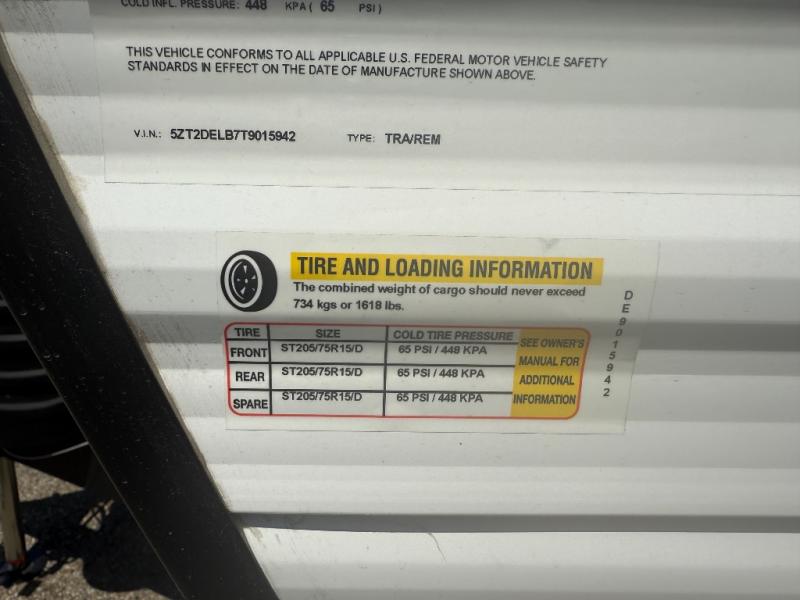 COLD INFL. PRESSURE: 448 KPA ( 65 PSI )
THIS VEHICLE CONFORMS TO ALL APPLICABLE U.S. FEDERAL MOTOR VEHICLE SAFETY
STANDARDS IN EFFECT ON THE DATE OF MANUFACTURE SHOWN ABOVE.
V.I.N.: 5ZT2DELB7T9015942 TYPE: TRA/REM
TIRE AND LOADING INFORMATION
The combined weight of cargo should never exceed
734 kgs or 1618 lbs.
TIRE SIZE COLD TIRE PRESSURE
FRONT ST205/75R15/D 65 PSI / 448 KPA
REAR ST205/75R15/D 65 PSI / 448 KPA
SPARE ST205/75R15/D 65 PSI / 448 KPA
SEE OWNER'S
MANUAL FOR
ADDITIONAL
INFORMATION
DE9015942